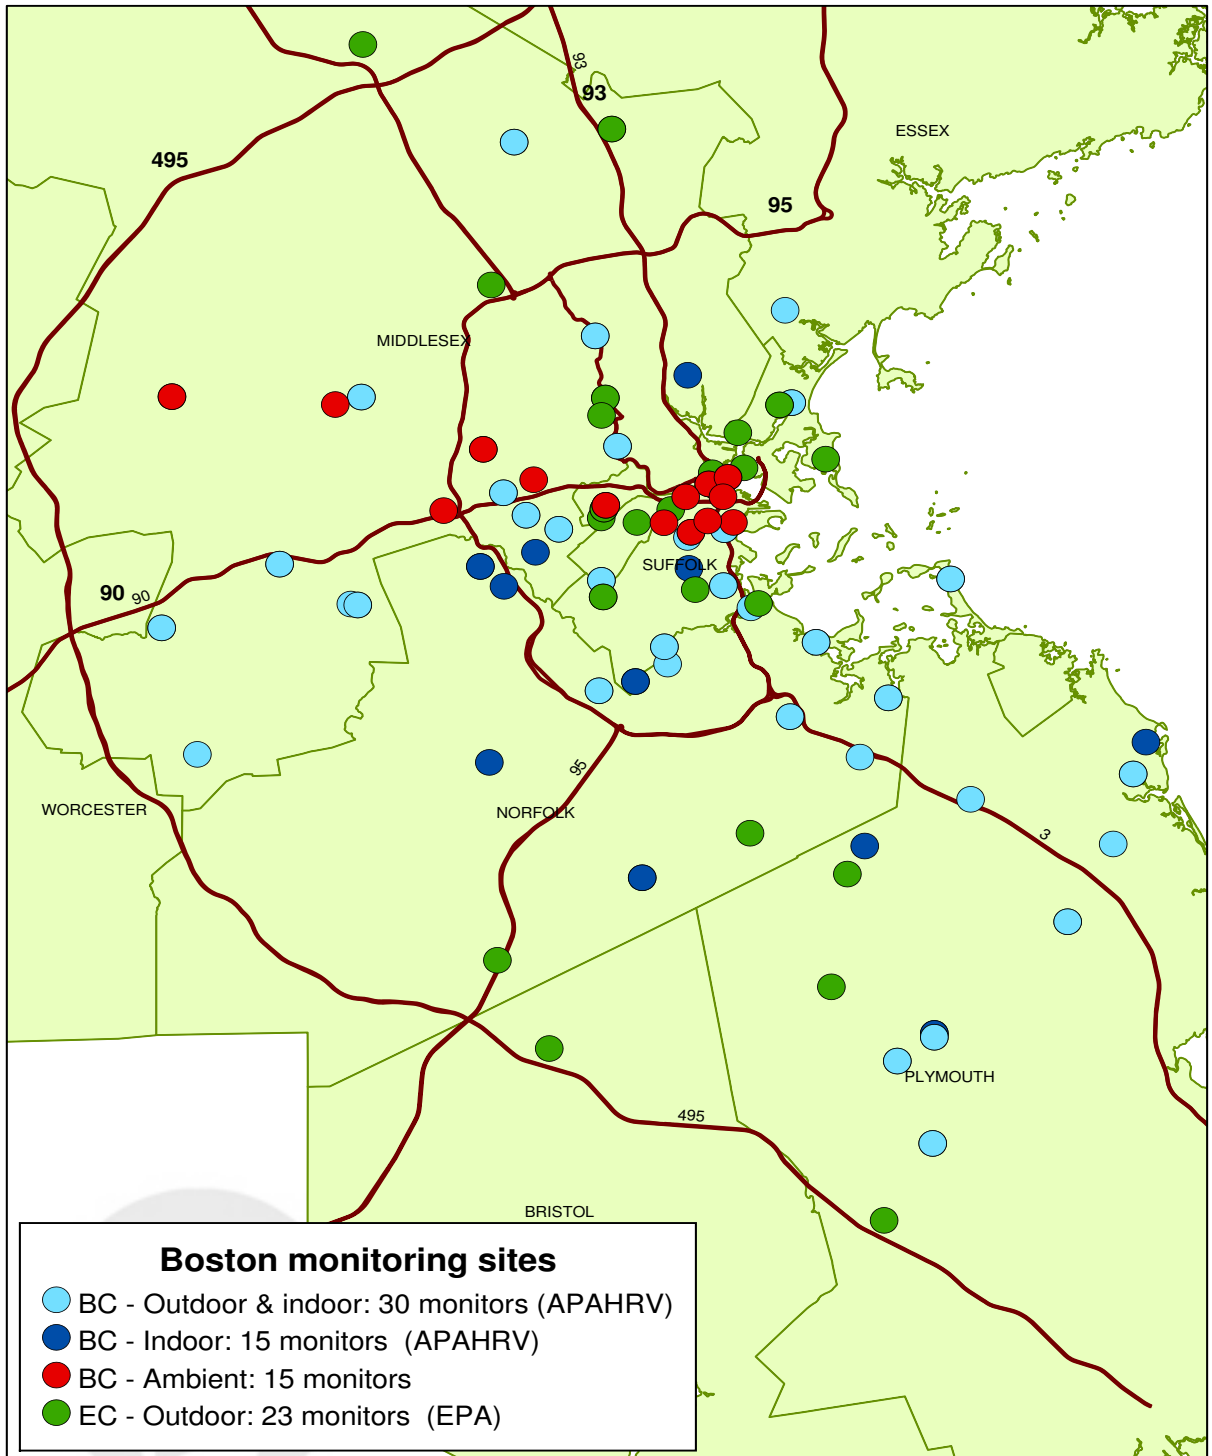 93
93
ESSEX
495
95
MIDDLESEX
SUFFOLK
90
90
WORCESTER
95
NORFOLK
3
PLYMOUTH
495
BRISTOL
Boston monitoring sites
BC - Outdoor & indoor: 30 monitors (APAHRV)
BC - Indoor: 15 monitors (APAHRV)
BC - Ambient: 15 monitors
EC - Outdoor: 23 monitors (EPA)